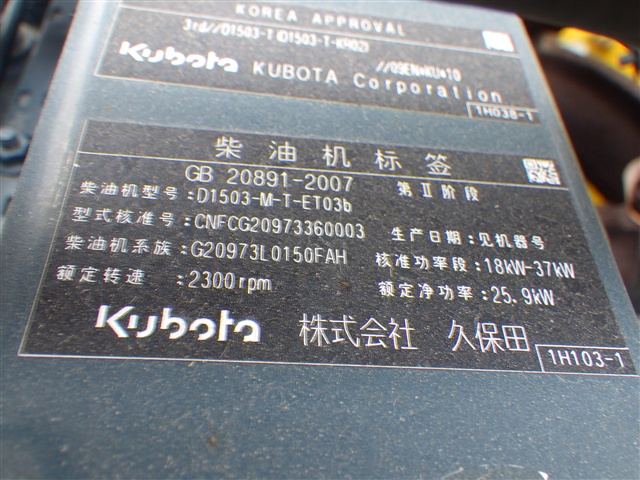 KOREA APPROVAL
3rd//D1503-T(D1503-T-KR02)
//09EN*KU*10
Kubota KUBOTA Corporation
1H038-1
柴油机标签
GB 20891-2007 第Ⅱ阶段
柴油机型号:D1503-M-T-ET03b
型式核准号:CNFCG20973360003 生产日期:见机器号
柴油机系族:G20973L0150FAH 核准功率段:18kW-37kW
额定转速 :2300rpm 额定净功率:25.9kW
Kubota 株式会社 久保田
1H103-1